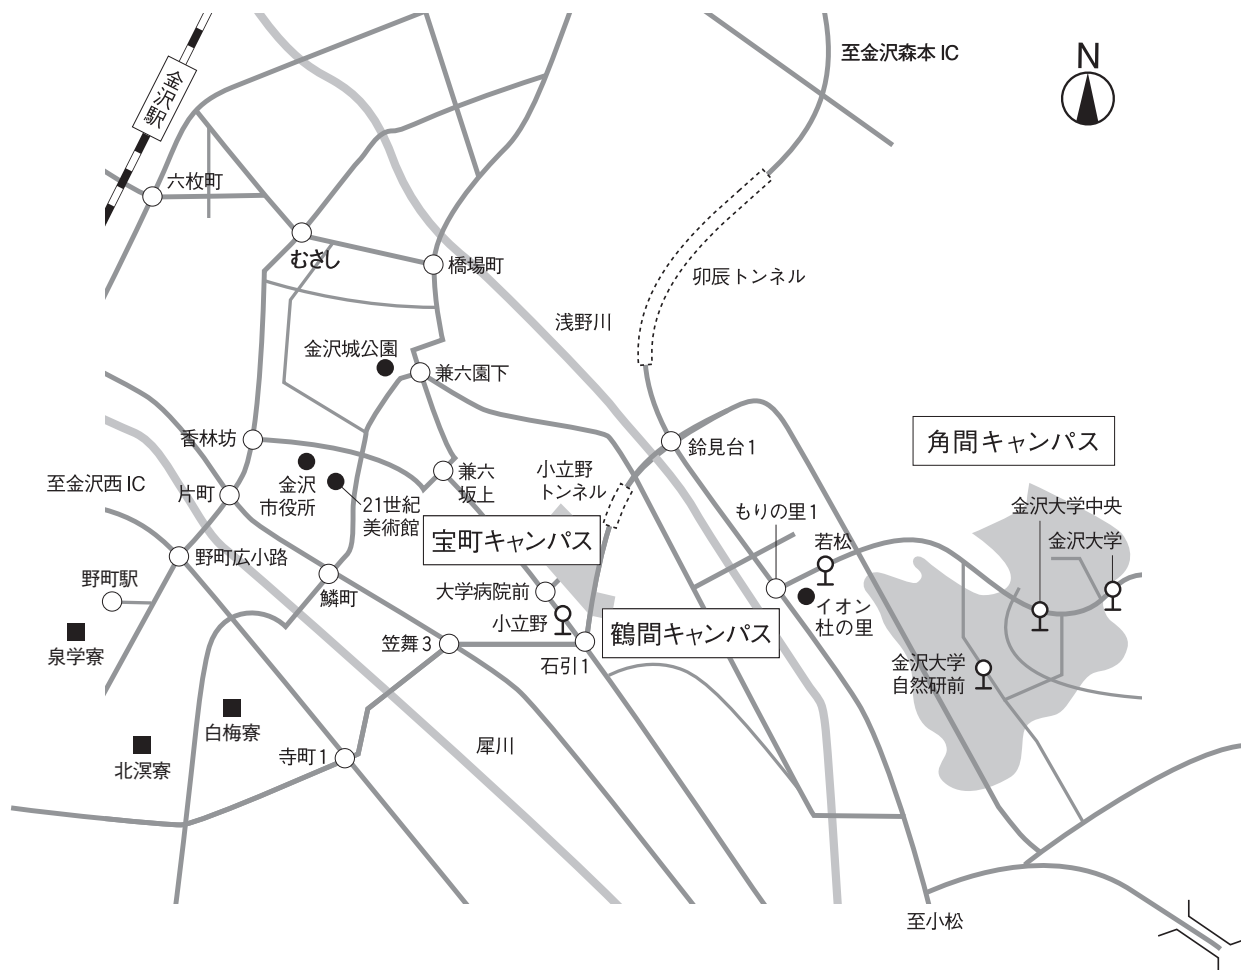 至金沢森本 IC
N
金沢駅
六枚町
むさし
橋場町
卯辰トンネル
浅野川
金沢城公園
兼六園下
角間キャンパス
香林坊
鈴見台1
兼六
坂上
小立野
トンネル
至金沢西 IC
片町
金沢
市役所
21世紀
美術館
もりの里1
金沢大学中央
宝町キャンパス
若松
金沢大学
野町広小路
野町駅
鱗町
大学病院前
イオン
杜の里
小立野
鶴間キャンパス
泉学寮
笠舞3
石引1
金沢大学
自然研前
白梅寮
北溟寮
寺町1
犀川
至小松